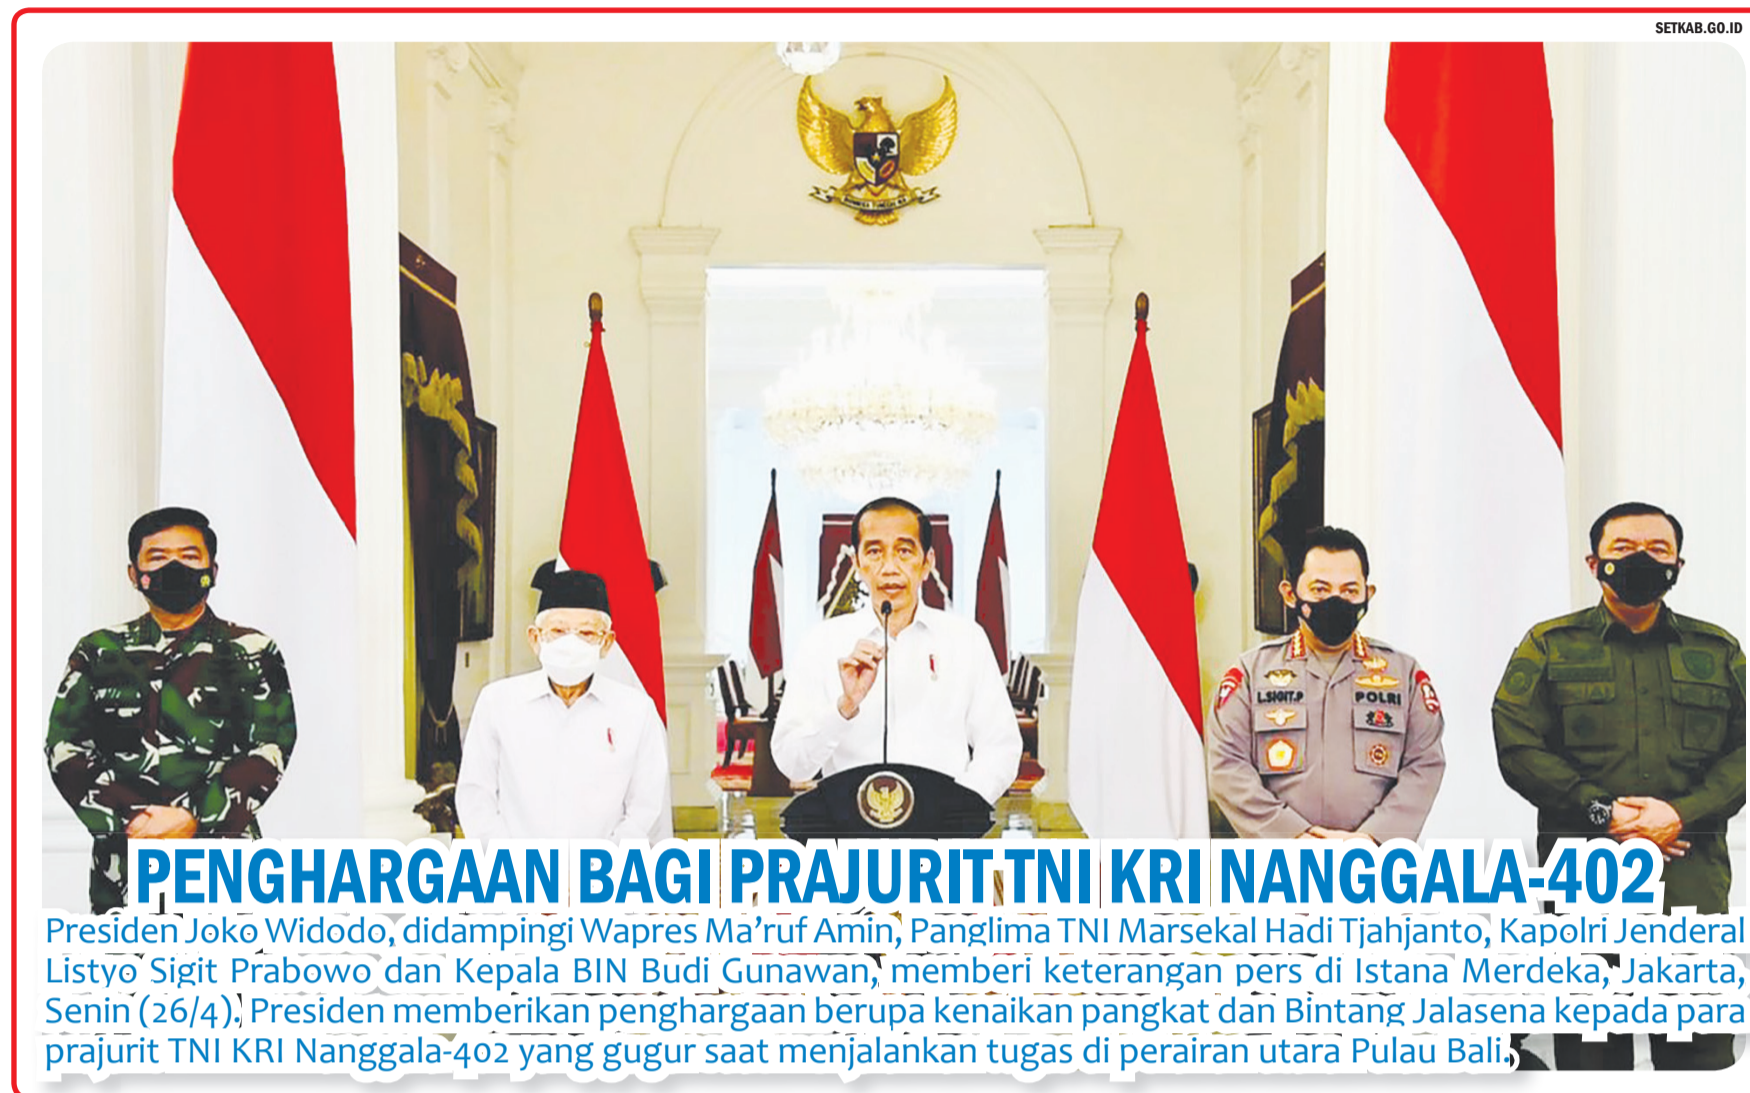 SETKAB.GO.ID
L.SIGIT.P
POLRI
PENGHARGAAN BAGI PRAJURIT TNI KRI NANGGALA-402
Presiden Joko Widodo, didampingi Wapres Ma’ruf Amin, Panglima TNI Marsekal Hadi Tjahjanto, Kapolri Jenderal
Listyo Sigit Prabowo dan Kepala BIN Budi Gunawan, memberi keterangan pers di Istana Merdeka, Jakarta,
Senin (26/4). Presiden memberikan penghargaan berupa kenaikan pangkat dan Bintang Jalasena kepada para
prajurit TNI KRI Nanggala-402 yang gugur saat menjalankan tugas di perairan utara Pulau Bali.